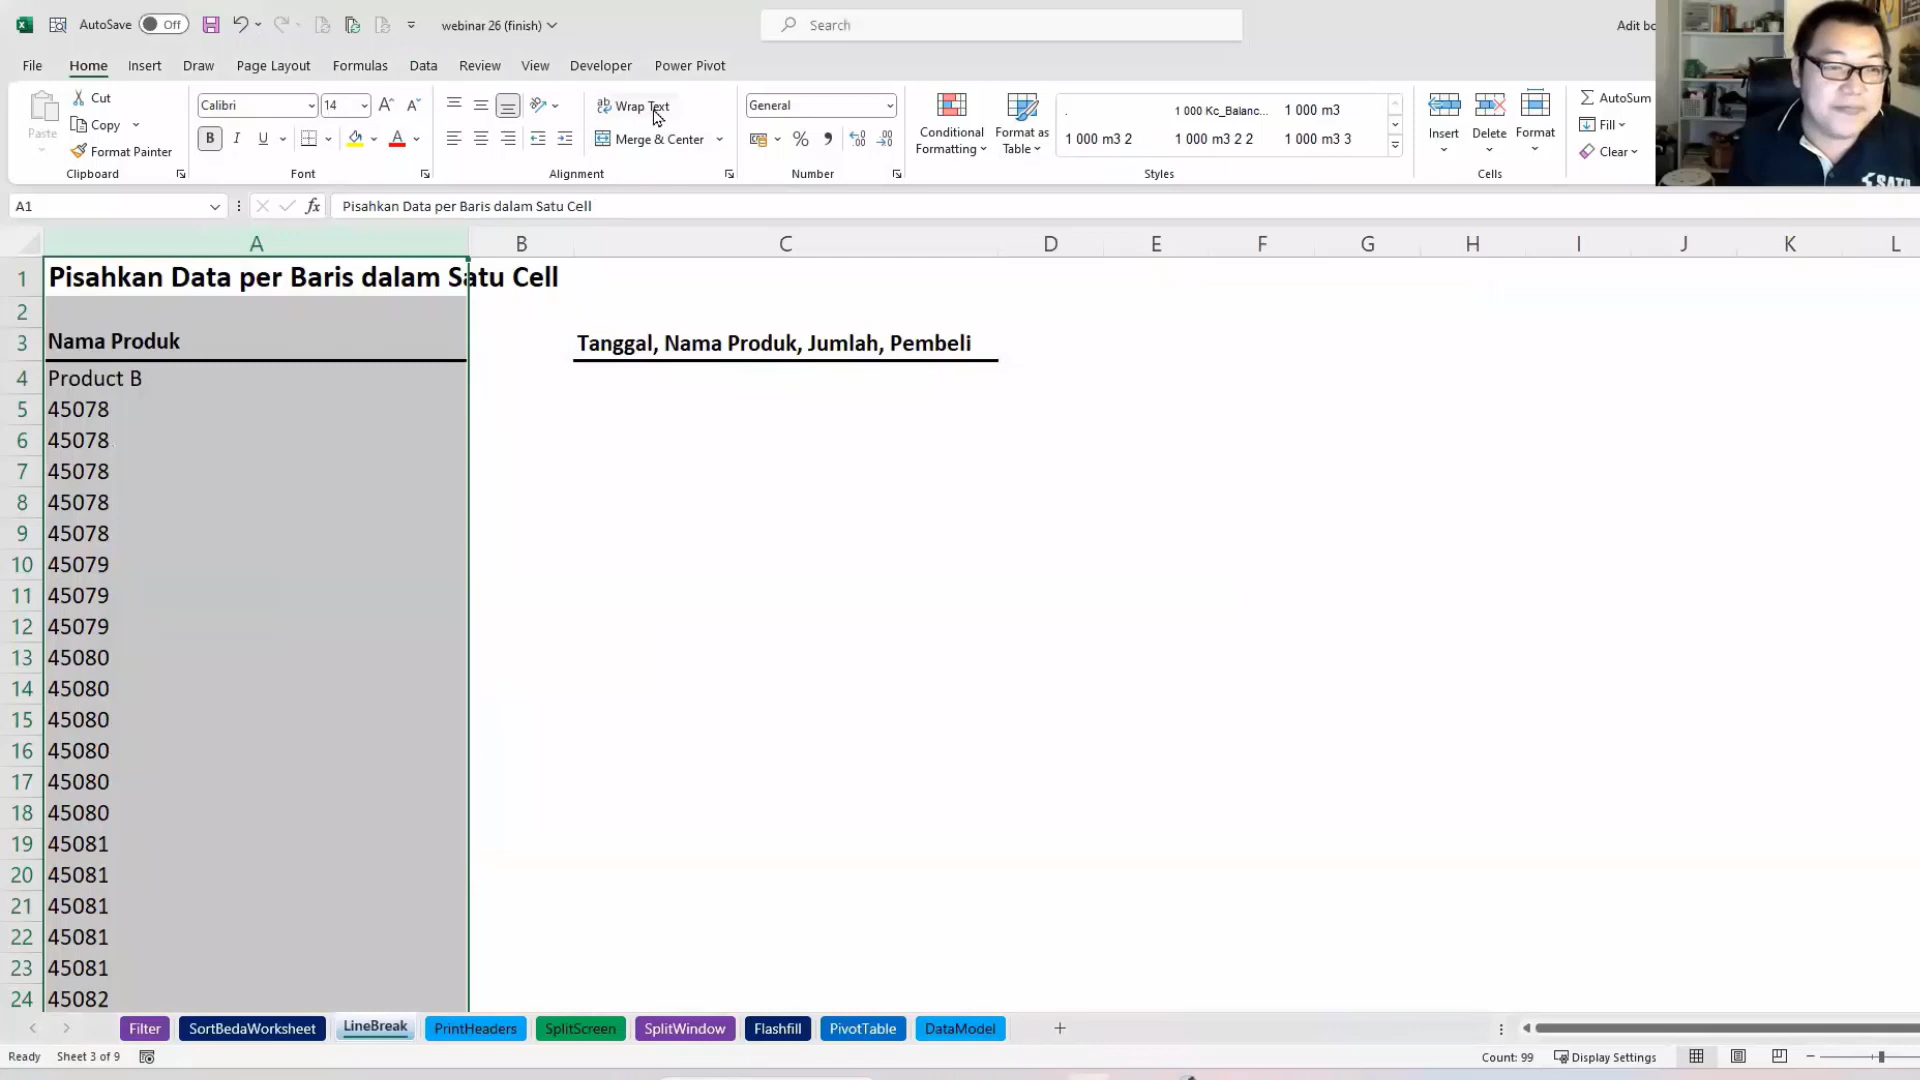 AutoSave Off webinar 26 (finish) Search Adit
File Home Insert Draw Page Layout Formulas Data Review View Developer Power Pivot
Paste Cut Copy Format Painter Clipboard
Calibri 14 B I U Font
Wrap Text Merge & Center Alignment
General % Number
Conditional Formatting Format as Table
. 1 000 Kc_Balanc... 1 000 m3
1 000 m3 2 1 000 m3 2 2 1 000 m3 3
Styles
Insert Delete Format Cells
AutoSum Fill Clear
A1 fx Pisahkan Data per Baris dalam Satu Cell
A B C D E F G H I J K L
1 Pisahkan Data per Baris dalam Satu Cell
2
3 Nama Produk Tanggal, Nama Produk, Jumlah, Pembeli
4 Product B
5 45078
6 45078
7 45078
8 45078
9 45078
10 45079
11 45079
12 45079
13 45080
14 45080
15 45080
16 45080
17 45080
18 45080
19 45081
20 45081
21 45081
22 45081
23 45081
24 45082
Filter SortBedaWorksheet LineBreak PrintHeaders SplitScreen SplitWindow Flashfill PivotTable DataModel
Ready Sheet 3 of 9 Count: 99 Display Settings